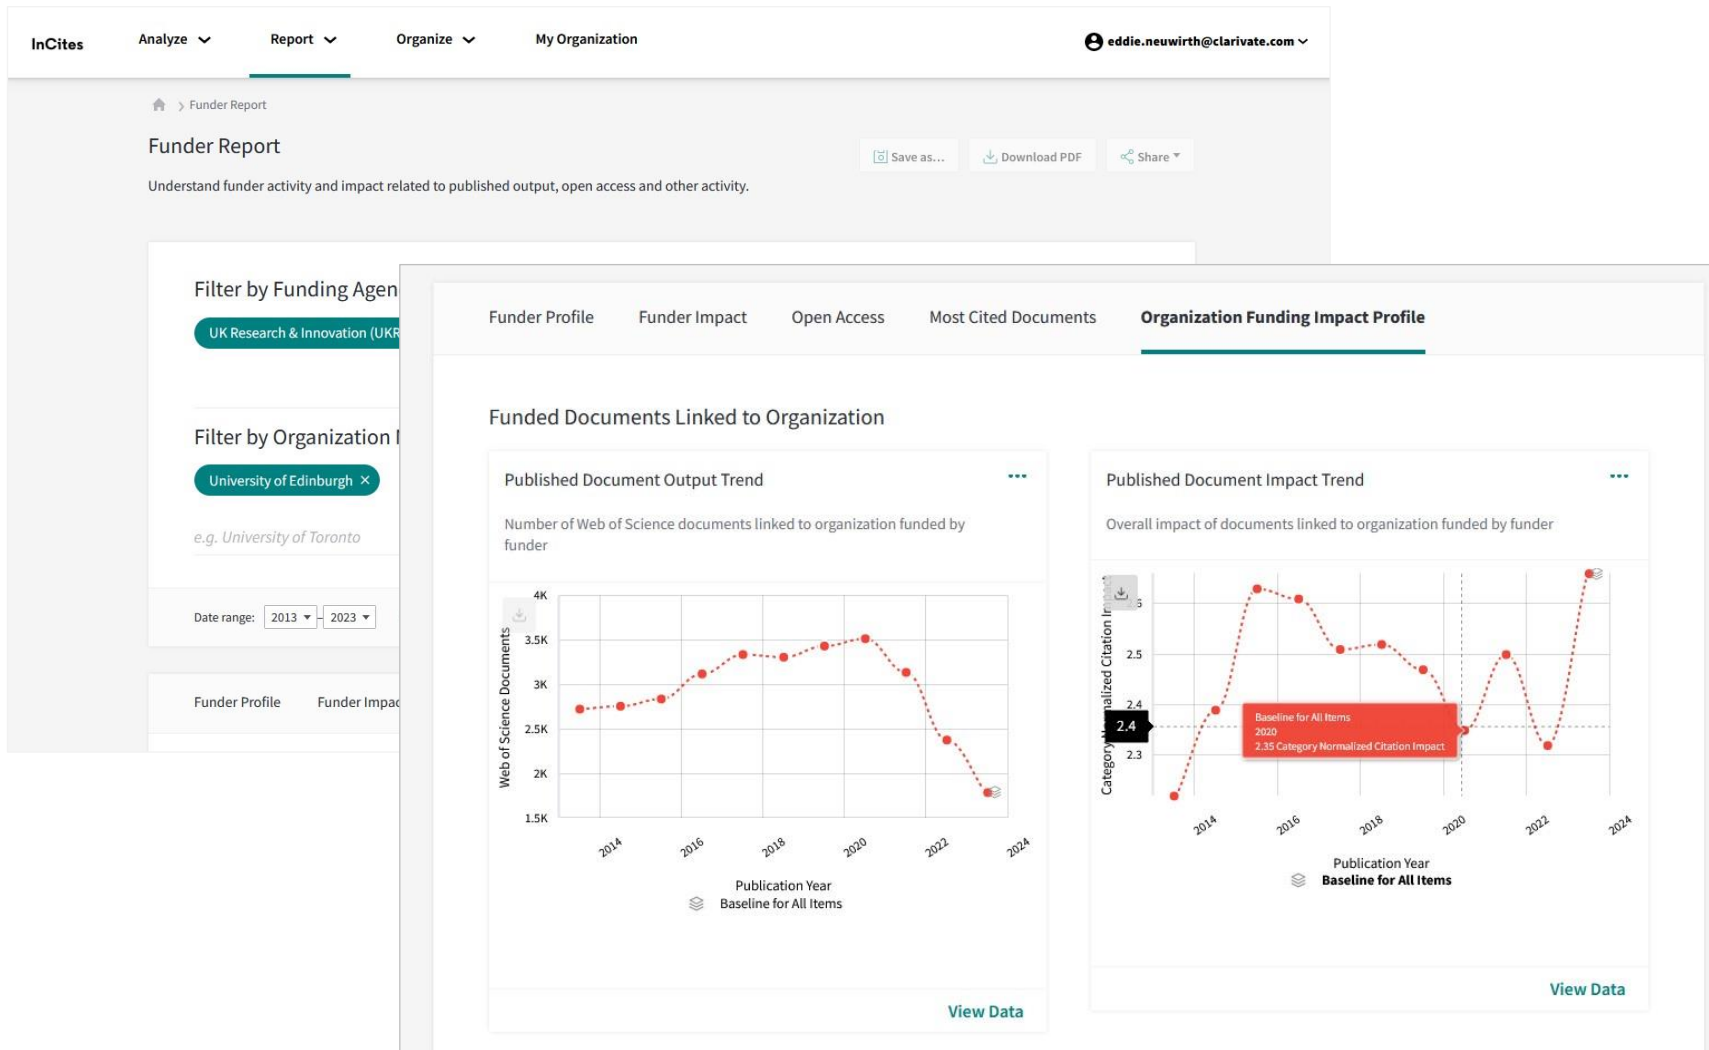 InCites
Analyze
Report
Organize
My Organization
eddie.neuwirth@clarivate.com
Funder Report
Funder Report
Save as...
Download PDF
Share
Understand funder activity and impact related to published output, open access and other activity.
Filter by Funding Agen
UK Research & Innovation (UKR
Filter by Organization
University of Edinburgh ×
e.g. University of Toronto
Date range: 2013 - 2023
Funder Profile
Funder Impac
Funder Profile
Funder Impact
Open Access
Most Cited Documents
Organization Funding Impact Profile
Funded Documents Linked to Organization
Published Document Output Trend
Number of Web of Science documents linked to organization funded by
funder
Web of Science Documents
4K
3.5K
3K
2.5K
2K
1.5K
2014
2016
2018
2020
2022
2024
Publication Year
Baseline for All Items
View Data
Published Document Impact Trend
Overall impact of documents linked to organization funded by funder
2.5
2.4
2.4
2.3
Baseline for All Items
2020
2.35 Category Normalized Citation Impact
2014
2016
2018
2020
2022
2024
Publication Year
Baseline for All Items
View Data